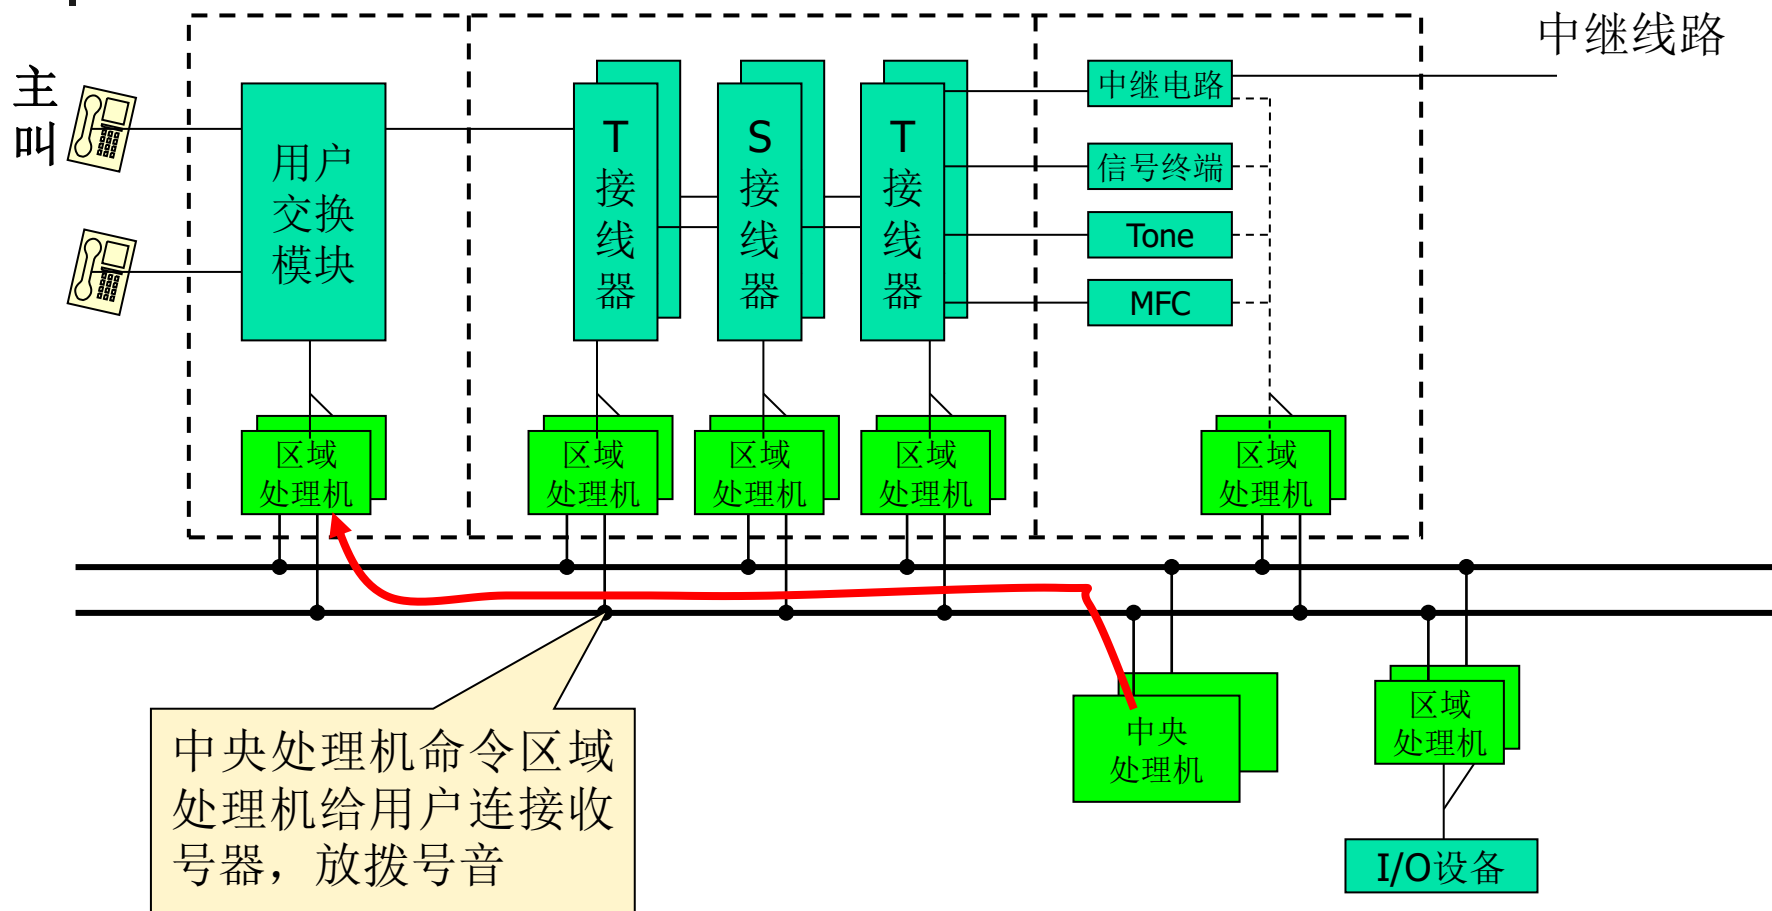 中继线路
主
叫
用户
交换
模块
T
接
线
器
S
接
线
器
T
接
线
器
中继电路
信号终端
Tone
MFC
区域
处理机
区域
处理机
区域
处理机
区域
处理机
区域
处理机
中央
处理机
区域
处理机
I/O设备
中央处理机命令区域
处理机给用户连接收
号器，放拨号音